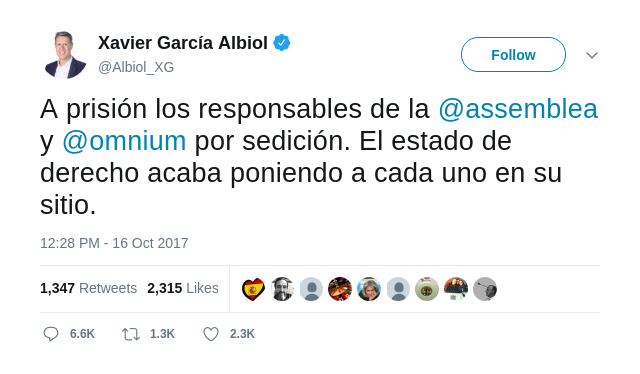 Xavier García Albiol
@Albiol_XG
Follow
A prisión los responsables de la @assemblea
y @omnium por sedición. El estado de
derecho acaba poniendo a cada uno en su
sitio.
12:28 PM - 16 Oct 2017
1,347 Retweets 2,315 Likes
6.6K 1.3K 2.3K